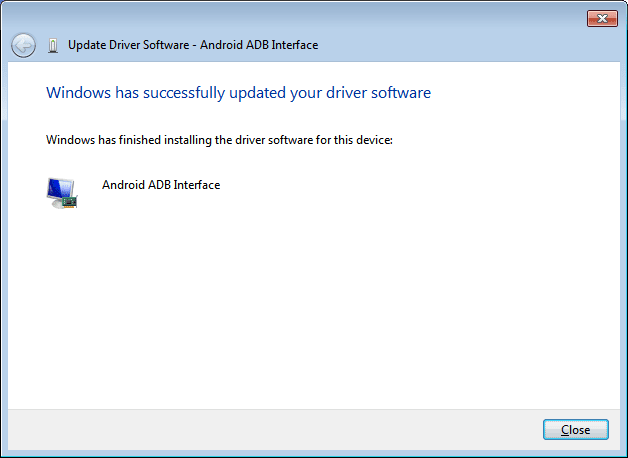 Update Driver Software - Android ADB Interface
Windows has successfully updated your driver software
Windows has finished installing the driver software for this device:
Android ADB Interface
Close